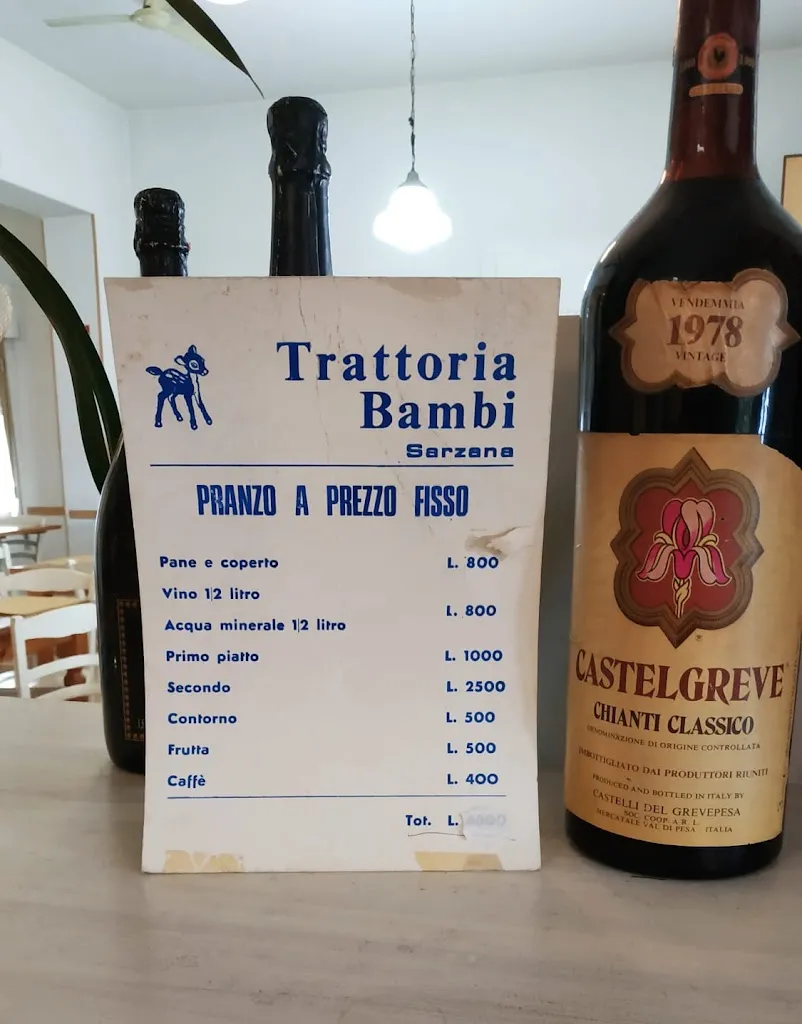 Trattoria
Bambi
Sarzana
PRANZO A PREZZO FISSO
Pane e coperto L. 800
Vino 1|2 litro
L. 800
Acqua minerale 1|2 litro
Primo piatto L. 1000
Secondo L. 2500
Contorno L. 500
Frutta L. 500
Caffè L. 400
Tot. L.
VENDEMMIA
1978
VINTAGE
CASTELGREVE
CHIANTI CLASSICO
DENOMINAZIONE DI ORIGINE CONTROLLATA
IMBOTTIGLIATO DAI PRODUTTORI RIUNITI
PRODUCED AND BOTTLED IN ITALY BY
CASTELLI DEL GREVEPESA
SOC. COOP. A R. L.
MERCATALE VAL DI PESA ITALIA